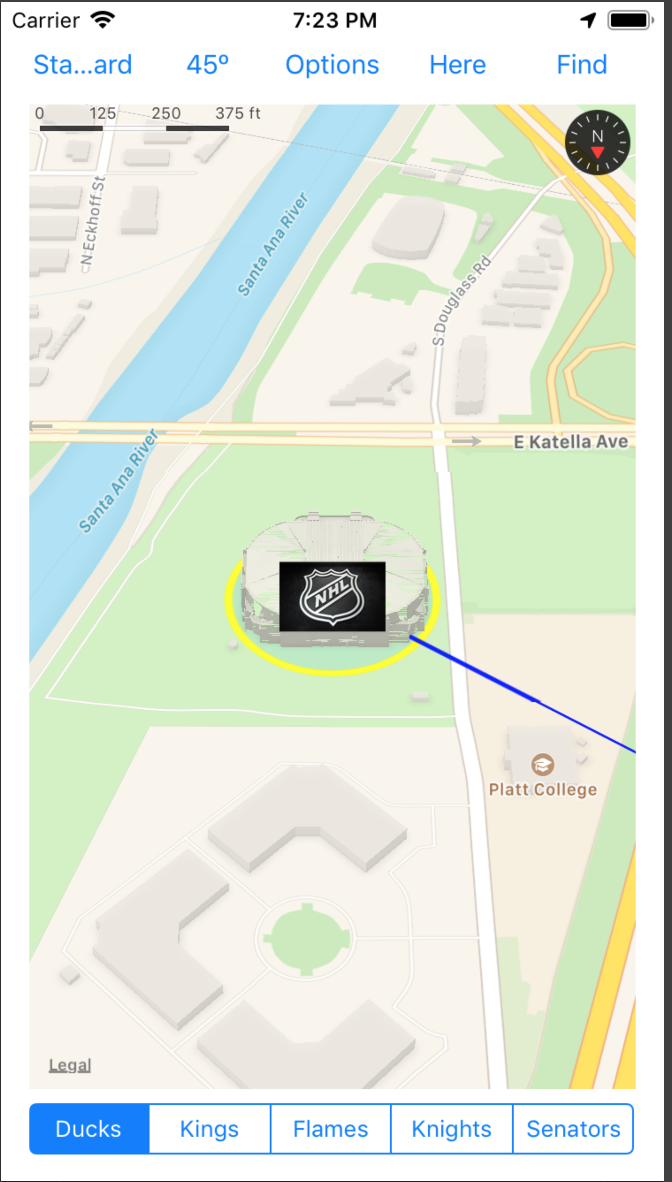 Carrier 7:23 PM
Sta...ard 45º Options Here Find
0 125 250 375 ft
N
N Eckhoff St
Santa Ana River
S Douglass Rd
E Katella Ave
Santa Ana River
NHL
Platt College
Legal
Ducks Kings Flames Knights Senators